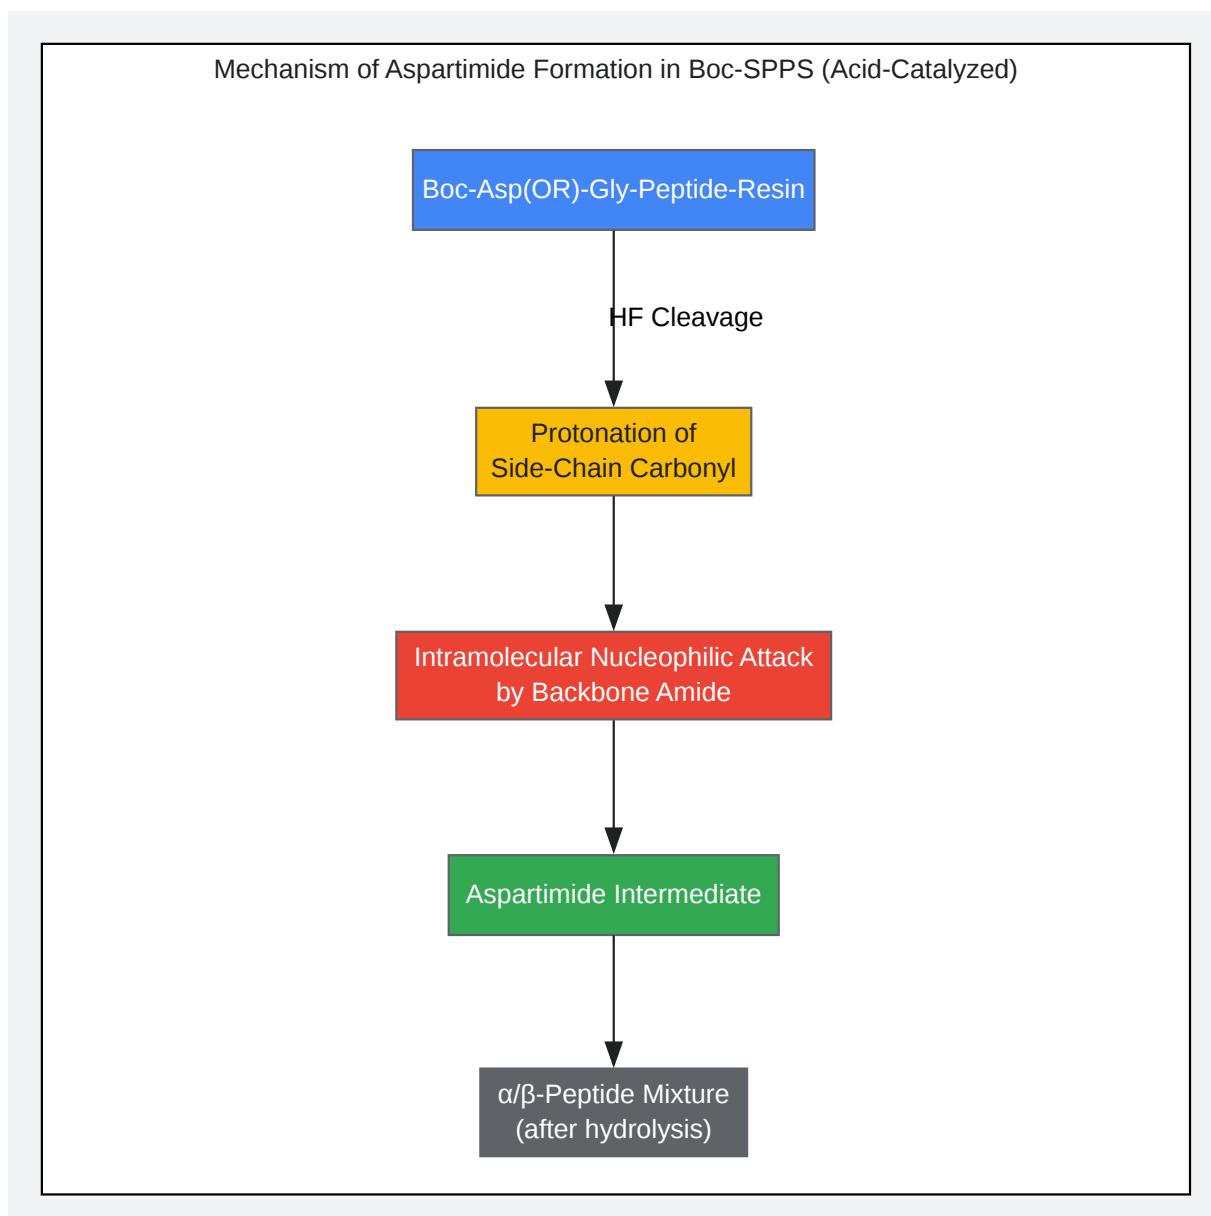 Mechanism of Aspartimide Formation in Boc-SPPS (Acid-Catalyzed)
Boc-Asp(OR)-Gly-Peptide-Resin
HF Cleavage
Protonation of
Side-Chain Carbonyl
Intramolecular Nucleophilic Attack
by Backbone Amide
Aspartimide Intermediate
α/β-Peptide Mixture
(after hydrolysis)